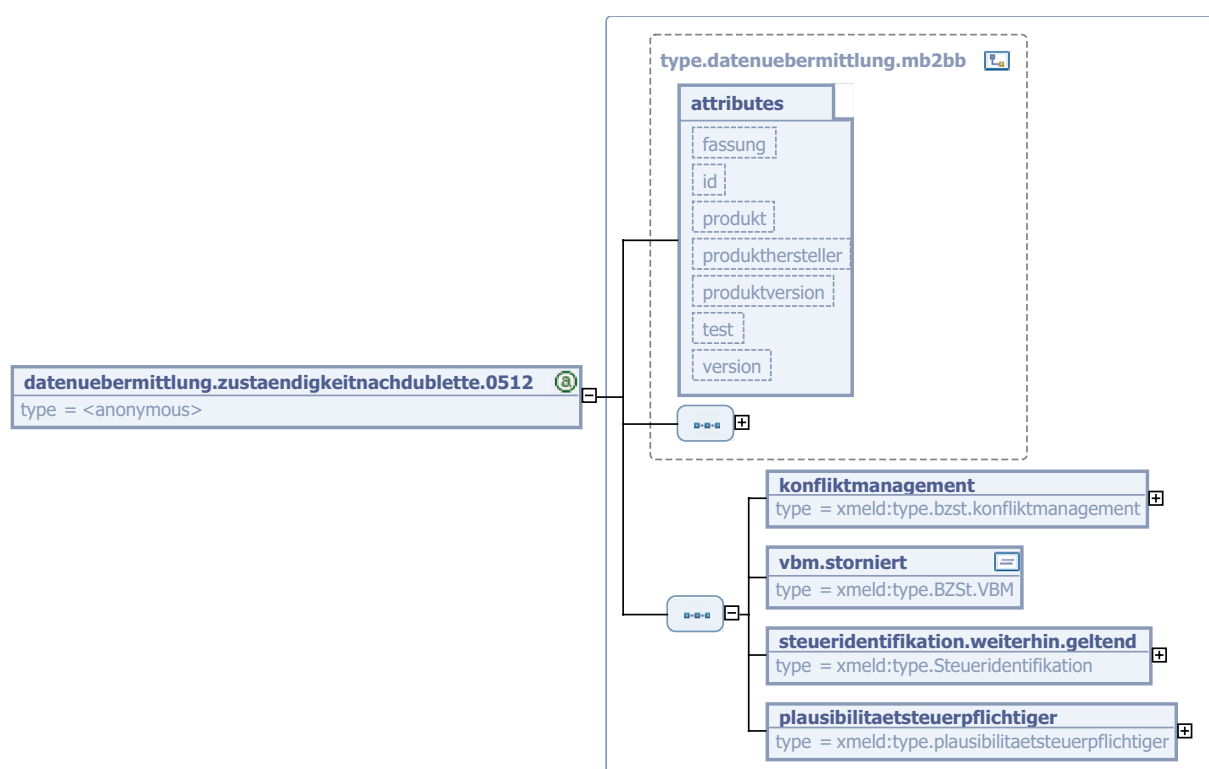 type.datenuebermittlung.mb2bb
attributes
fassung
id
produkt
produkthersteller
produktversion
test
version
datenuebermittlung.zustaendigkeitnachdublette.0512
type = <anonymous>
konfliktmanagement
type = xmeld:type.bzst.konfliktmanagement
vbm.storniert
type = xmeld:type.BZSt.VBM
steueridentifikation.weiterhin.geltend
type = xmeld:type.Steueridentifikation
plausibilitaetsteuerpflichtiger
type = xmeld:type.plausibilitaetsteuerpflichtiger